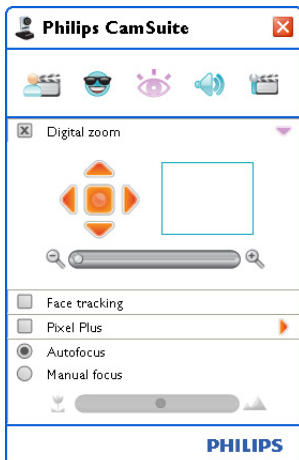 Philips CamSuite
Digital zoom
Face tracking
Pixel Plus
Autofocus
Manual focus
PHILIPS